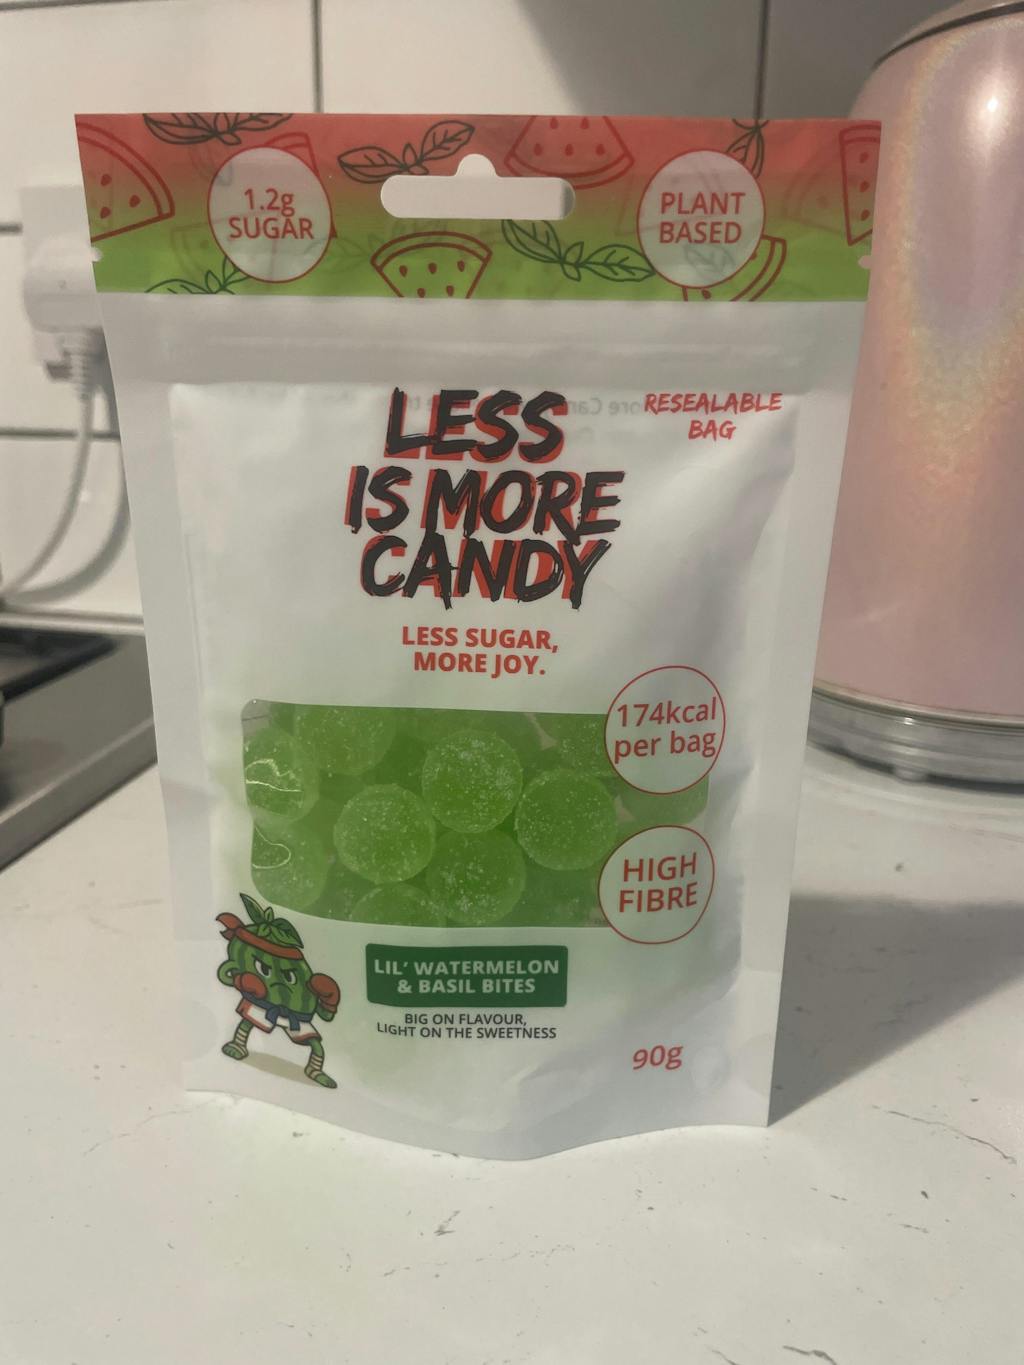 1.2g
SUGAR
PLANT
BASED
RESEALABLE
BAG
LESS
IS MORE
CANDY
LESS SUGAR,
MORE JOY.
174kcal
per bag
HIGH
FIBRE
LIL' WATERMELON
& BASIL BITES
BIG ON FLAVOUR,
LIGHT ON THE SWEETNESS
90g